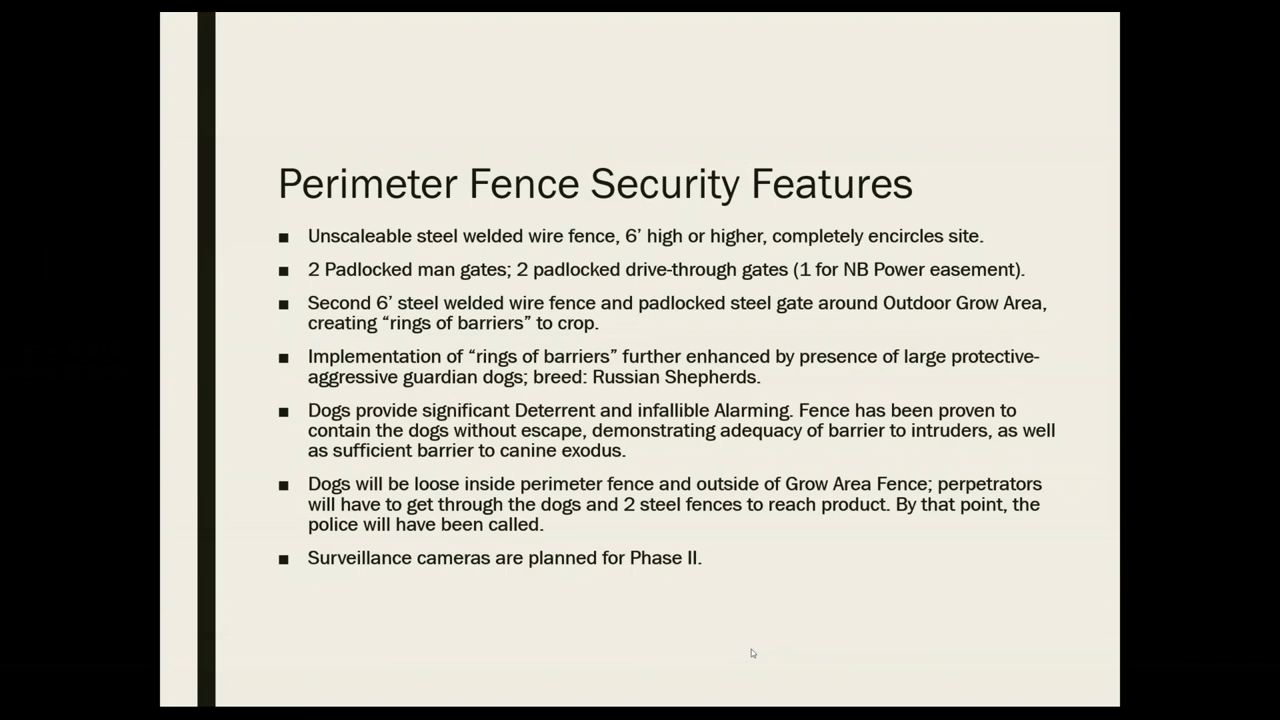 Perimeter Fence Security Features
■ Unscaleable steel welded wire fence, 6’ high or higher, completely encircles site.
■ 2 Padlocked man gates; 2 padlocked drive-through gates (1 for NB Power easement).
■ Second 6’ steel welded wire fence and padlocked steel gate around Outdoor Grow Area,
creating “rings of barriers” to crop.
■ Implementation of “rings of barriers” further enhanced by presence of large protective-
aggressive guardian dogs; breed: Russian Shepherds.
■ Dogs provide significant Deterrent and infallible Alarming. Fence has been proven to
contain the dogs without escape, demonstrating adequacy of barrier to intruders, as well
as sufficient barrier to canine exodus.
■ Dogs will be loose inside perimeter fence and outside of Grow Area Fence; perpetrators
will have to get through the dogs and 2 steel fences to reach product. By that point, the
police will have been called.
■ Surveillance cameras are planned for Phase II.